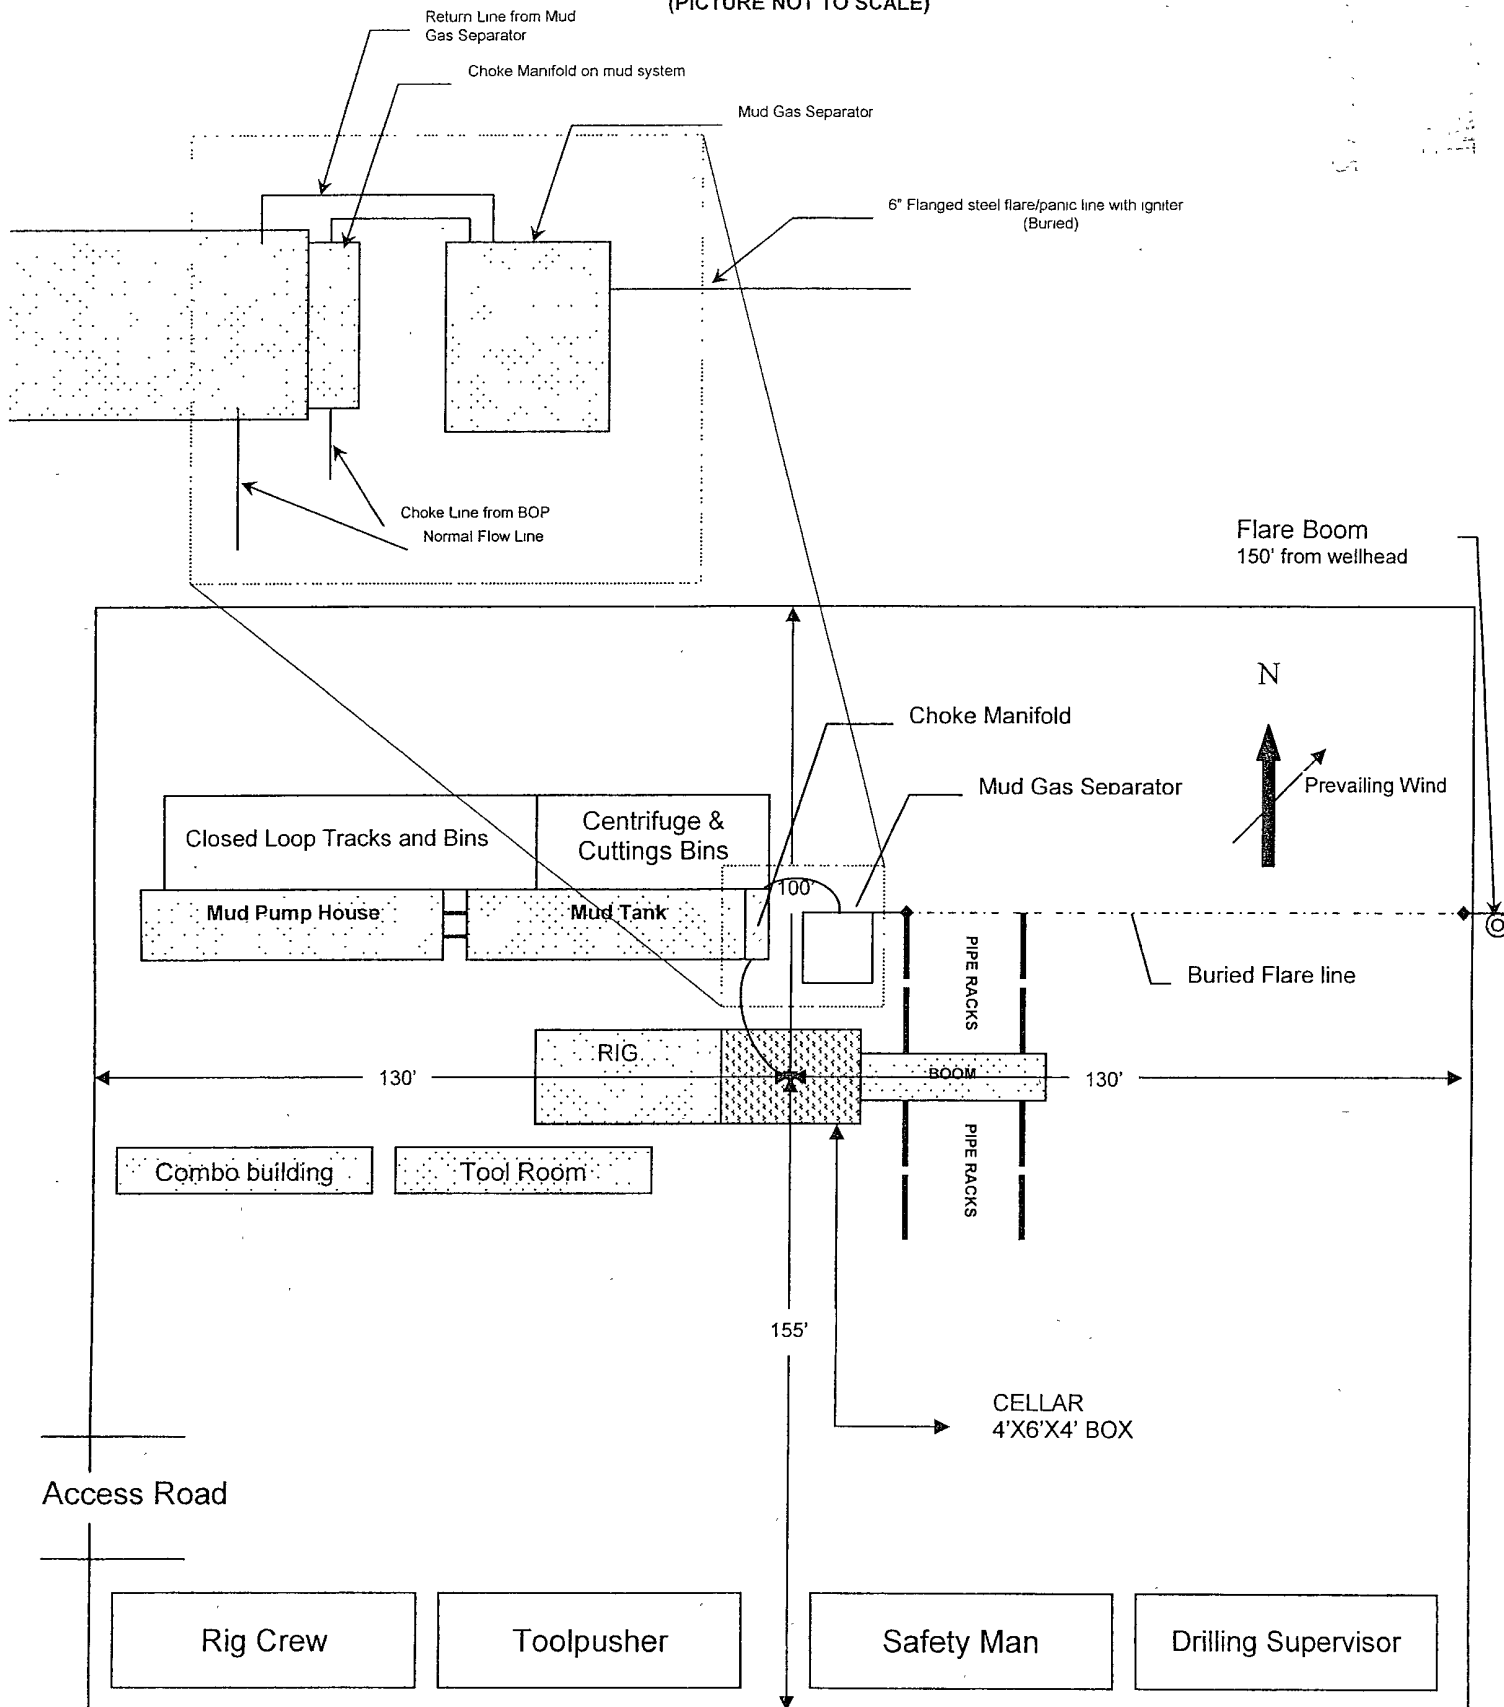 (PICTURE NOT TO SCALE)
Return Line from Mud
Gas Separator
Choke Manifold on mud system
Mud Gas Separator
6" Flanged steel flare/panic line with igniter
(Buried)
Choke Line from BOP
Normal Flow Line
Flare Boom
150' from wellhead
N
Prevailing Wind
Choke Manifold
Mud Gas Separator
Closed Loop Tracks and Bins
Centrifuge &
Cuttings Bins
100'
Mud Pump House
Mud Tank
PIPE RACKS
Buried Flare line
RIG
130'
BOOM
130'
Combo building
Tool Room
PIPE RACKS
155'
CELLAR
4'X6'X4' BOX
Access Road
Rig Crew
Toolpusher
Safety Man
Drilling Supervisor